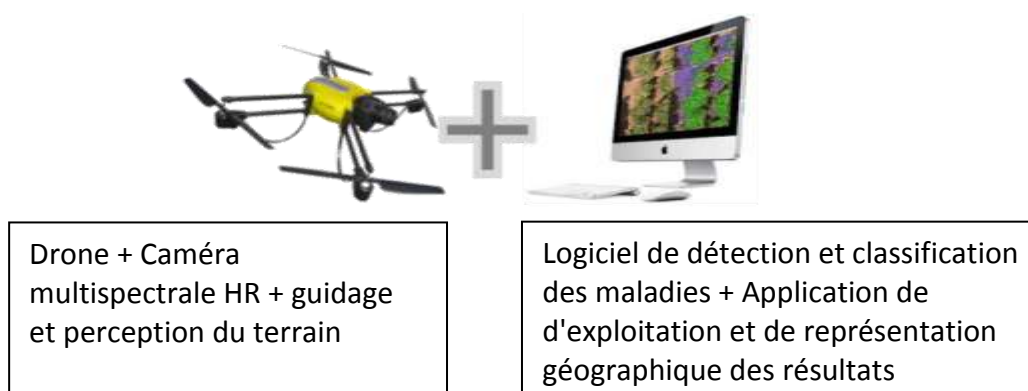 Drone + Caméra
multispectrale HR + guidage
et perception du terrain
Logiciel de détection et classification
des maladies + Application de
d'exploitation et de représentation
géographique des résultats